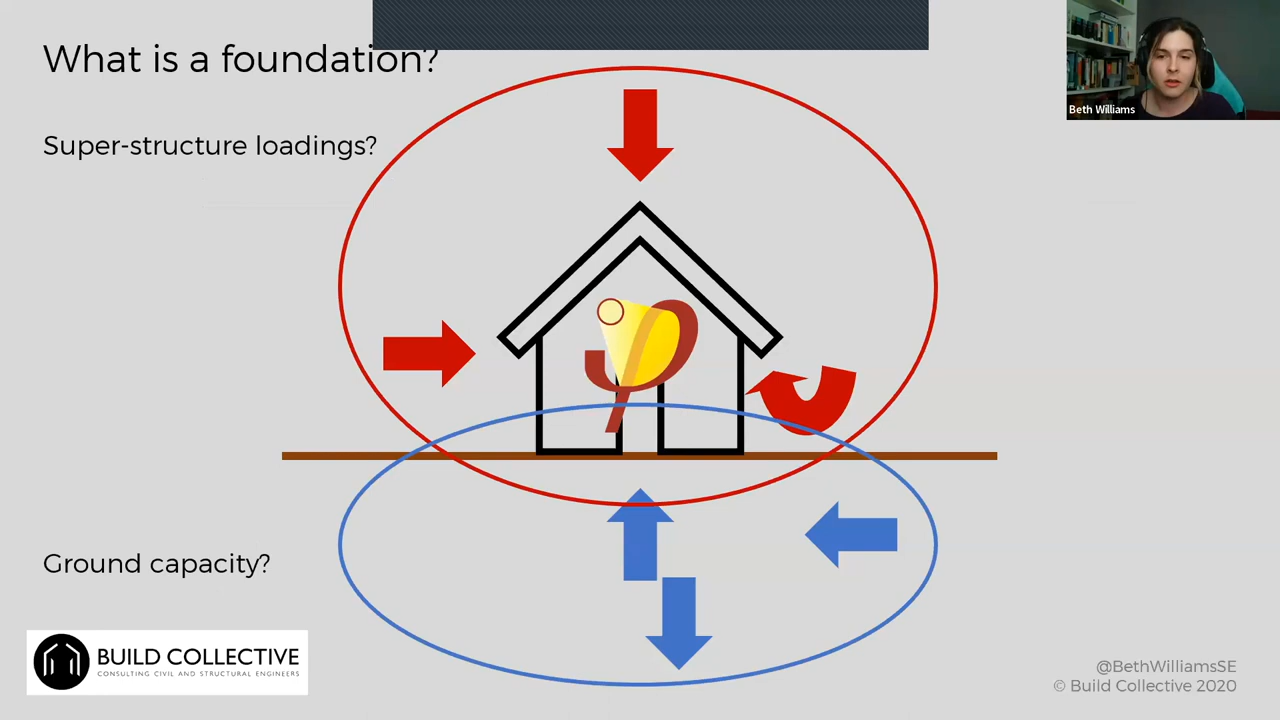 What is a foundation?
Beth Williams
Super-structure loadings?
Ground capacity?
BUILD COLLECTIVE
CONSULTING CIVIL AND STRUCTURAL ENGINEERS
@BethWilliamsSE
© Build Collective 2020